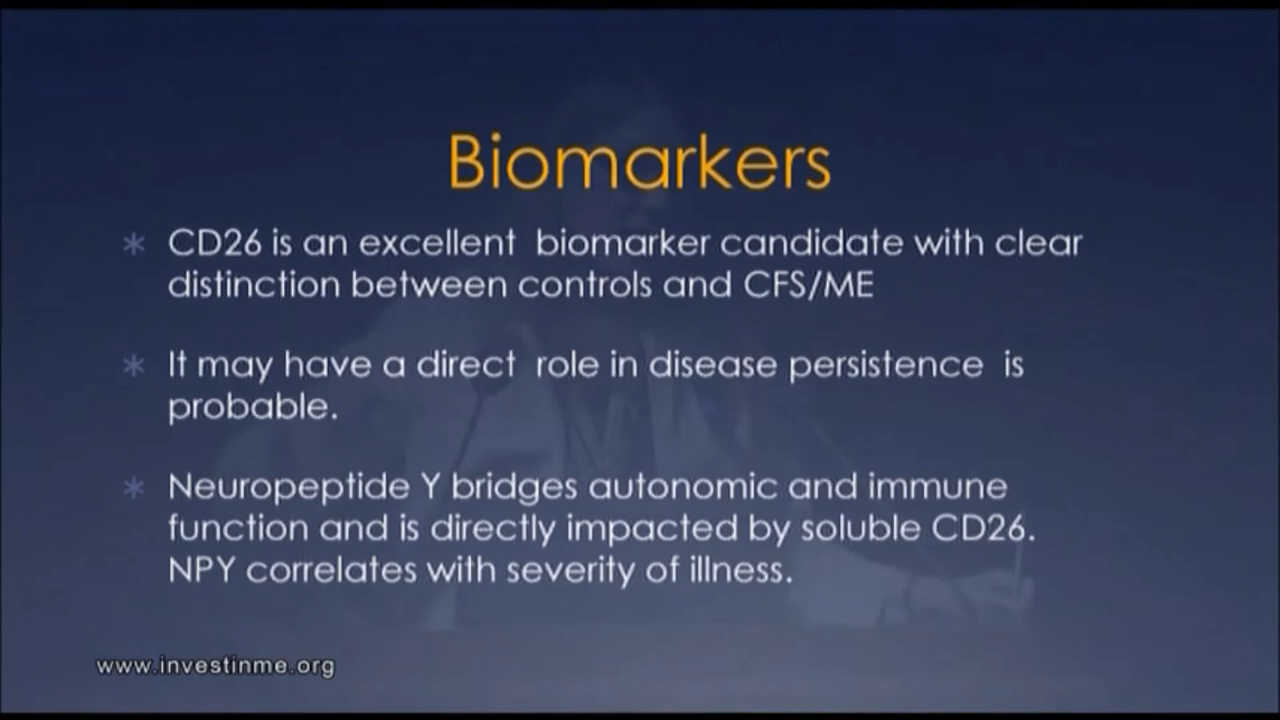 Biomarkers
* CD26 is an excellent biomarker candidate with clear
distinction between controls and CFS/ME
* It may have a direct role in disease persistence is
probable.
* Neuropeptide Y bridges autonomic and immune
function and is directly impacted by soluble CD26.
NPY correlates with severity of illness.
www.investinme.org